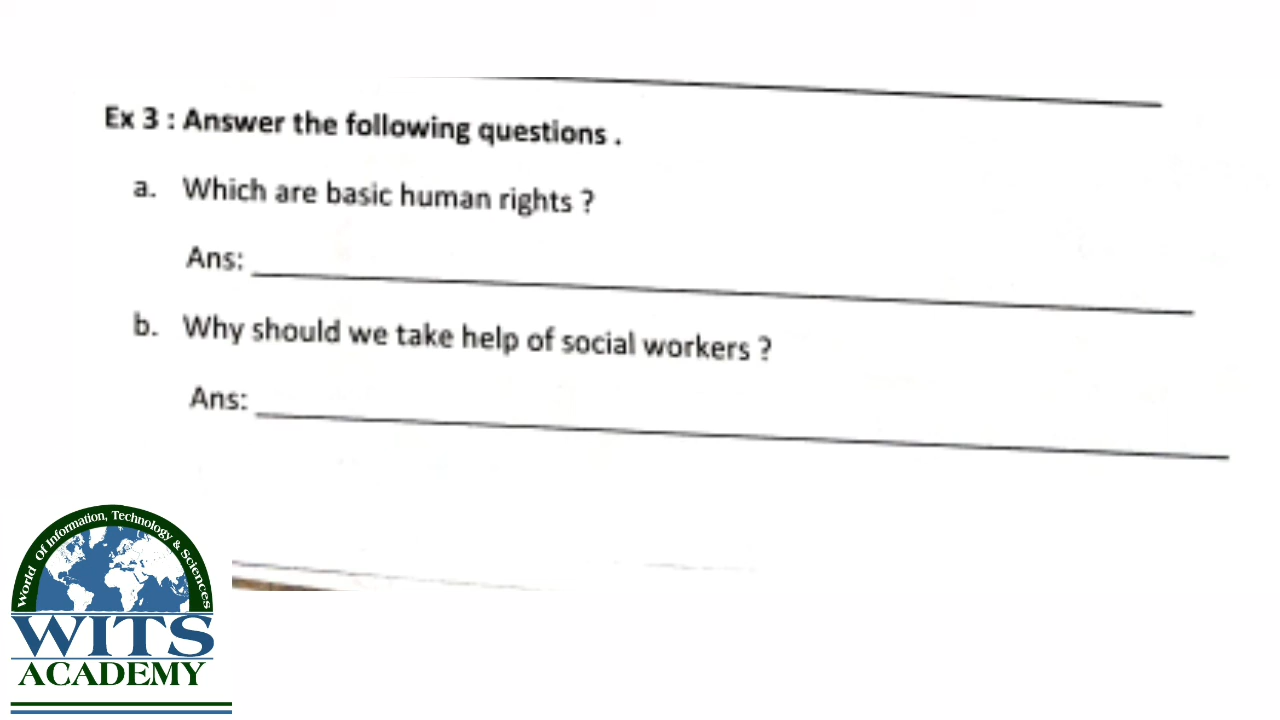 Ex 3 : Answer the following questions .
a. Which are basic human rights ?
Ans:
b. Why should we take help of social workers ?
Ans:
World Of Information, Technology & Sciences
WITS
ACADEMY